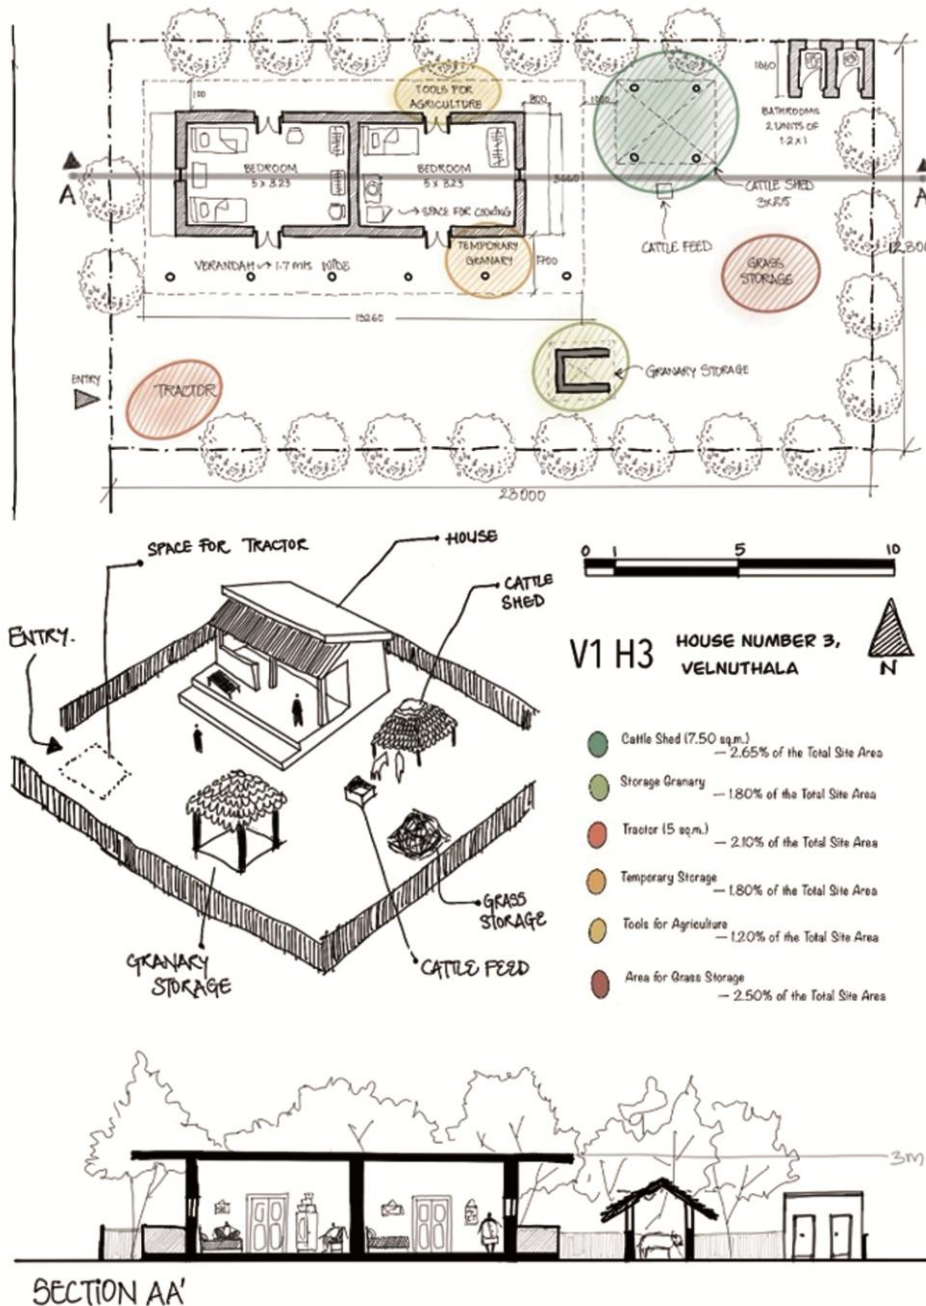 TOOLS FOR
AGRICULTURE
BEDROOM
5 x 3.23
BEDROOM
5 x 3.23
SPACE FOR COOKING
TEMPORARY
GRANARY
VERANDAH → 1.7 mts WIDE
1700
13260
1860
BATHROOMS
2 UNITS OF
1.2 x 1
CATTLE SHED
CATTLE FEED
GRASS
STORAGE
A
A'
ENTRY
TRACTOR
GRANARY STORAGE
23000
SPACE FOR TRACTOR
HOUSE
CATTLE
SHED
ENTRY.
GRANARY
STORAGE
CATTLE FEED
GRASS
STORAGE
0 1 5 10
V1 H3 HOUSE NUMBER 3,
VELNUTHALA
N
Cattle Shed (7.50 sq.m.)
— 2.65% of the Total Site Area
Storage Granary
— 1.80% of the Total Site Area
Tractor (5 sq.m.)
— 2.10% of the Total Site Area
Temporary Storage
— 1.80% of the Total Site Area
Tools for Agriculture
— 1.20% of the Total Site Area
Area for Grass Storage
— 2.50% of the Total Site Area
3m
SECTION AA'